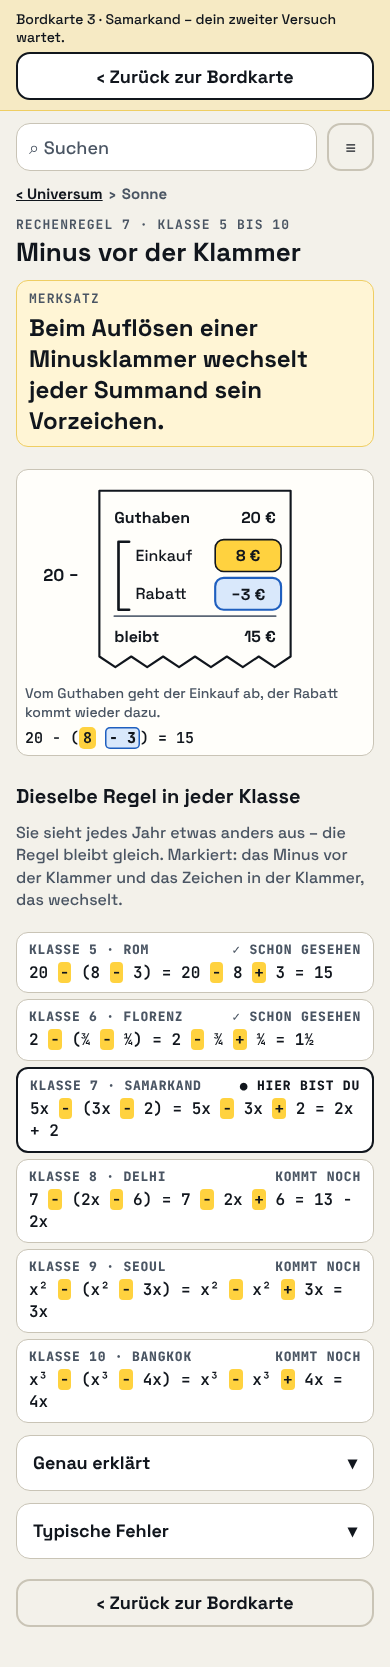 Bordkarte 3 · Samarkand – dein zweiter Versuch
wartet.
‹ Zurück zur Bordkarte
⌕ Suchen
≡
‹ Universum › Sonne
RECHENREGEL 7 · KLASSE 5 BIS 10
Minus vor der Klammer
MERKSATZ
Beim Auflösen einer
Minusklammer wechselt
jeder Summand sein
Vorzeichen.
Guthaben 20 €
Einkauf 8 €
20 −
Rabatt −3 €
bleibt 15 €
Vom Guthaben geht der Einkauf ab, der Rabatt
kommt wieder dazu.
20 - (8 - 3) = 15
Dieselbe Regel in jeder Klasse
Sie sieht jedes Jahr etwas anders aus – die
Regel bleibt gleich. Markiert: das Minus vor
der Klammer und das Zeichen in der Klammer,
das wechselt.
KLASSE 5 · ROM ✓ SCHON GESEHEN
20 - (8 - 3) = 20 - 8 + 3 = 15
KLASSE 6 · FLORENZ ✓ SCHON GESEHEN
2 - (¾ - ¼) = 2 - ¾ + ¼ = 1½
KLASSE 7 · SAMARKAND ● HIER BIST DU
5x - (3x - 2) = 5x - 3x + 2 = 2x
+ 2
KLASSE 8 · DELHI KOMMT NOCH
7 - (2x - 6) = 7 - 2x + 6 = 13 -
2x
KLASSE 9 · SEOUL KOMMT NOCH
x² - (x² - 3x) = x² - x² + 3x =
3x
KLASSE 10 · BANGKOK KOMMT NOCH
x³ - (x³ - 4x) = x³ - x³ + 4x =
4x
Genau erklärt ▼
Typische Fehler ▼
‹ Zurück zur Bordkarte